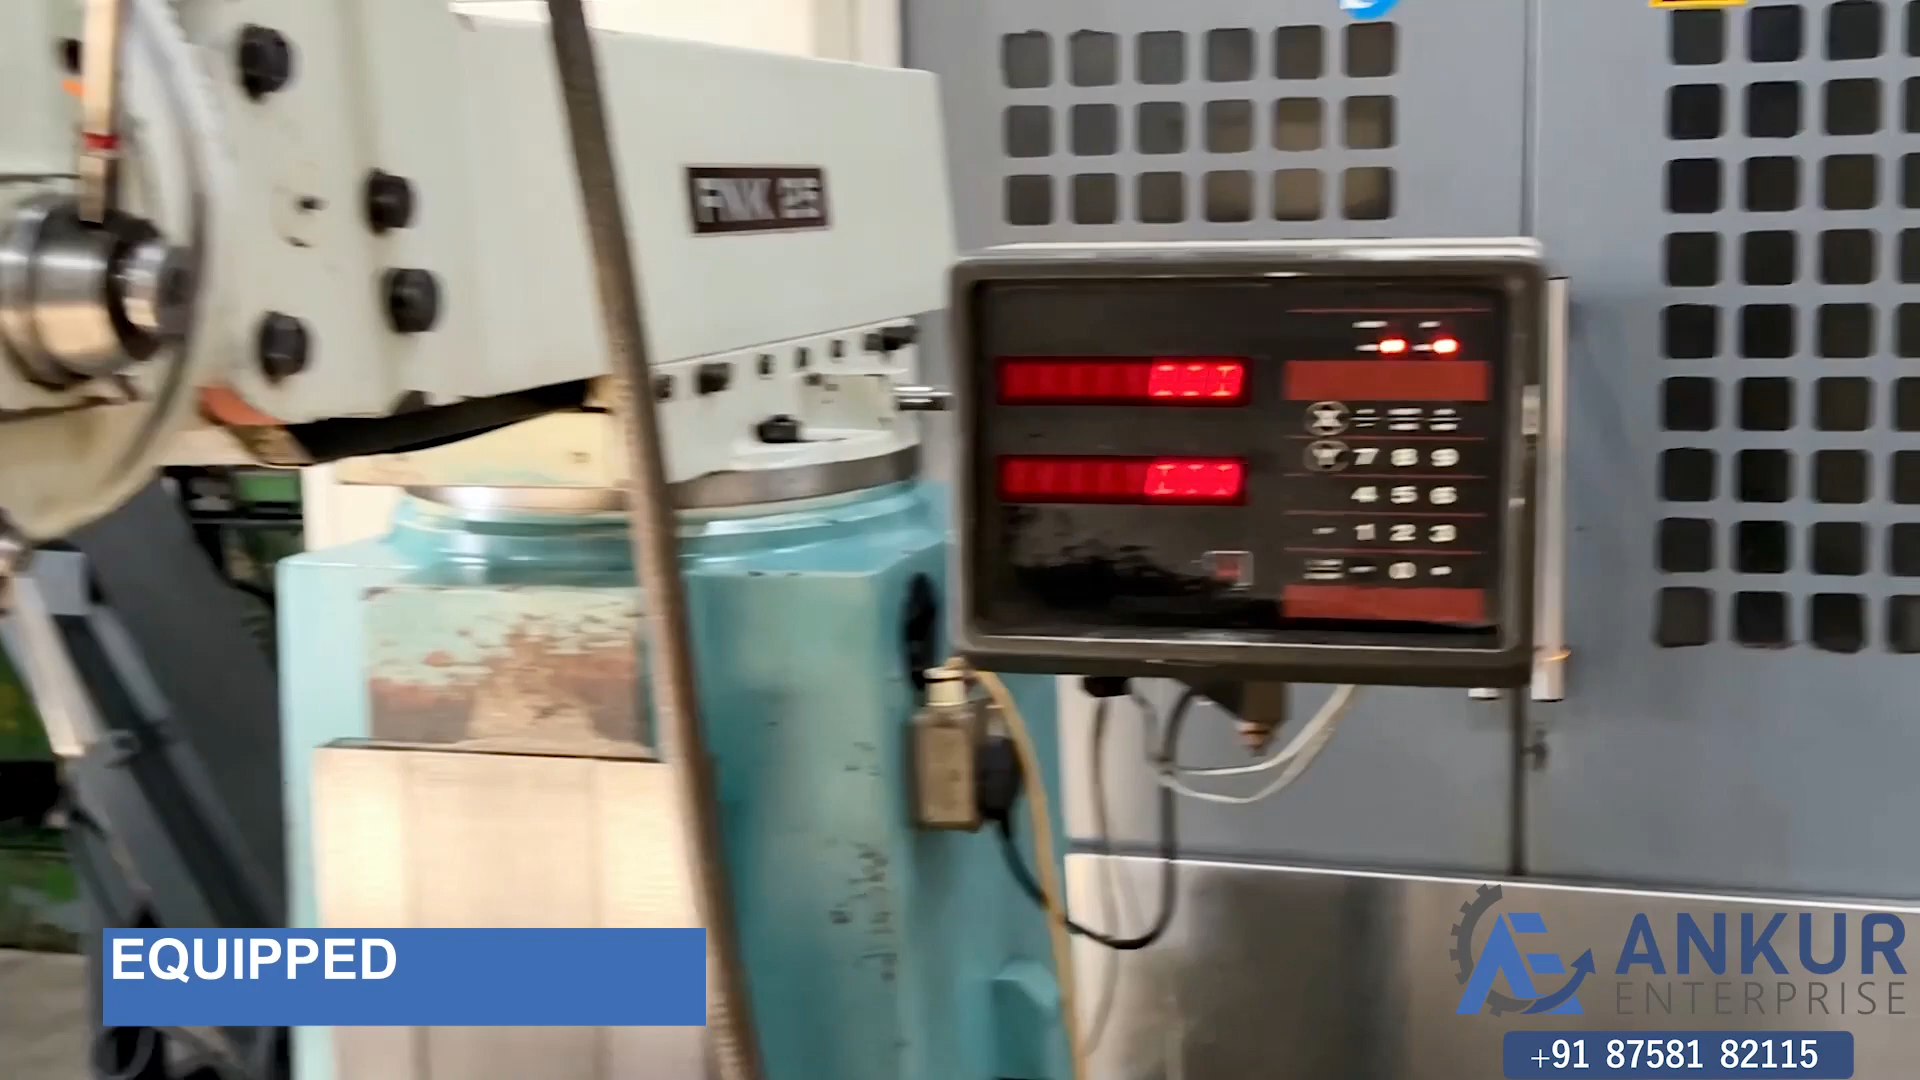 FNK 25
7 8 9
4 5 6
- 1 2 3
0
EQUIPPED
ANKUR
ENTERPRISE
+91 87581 82115